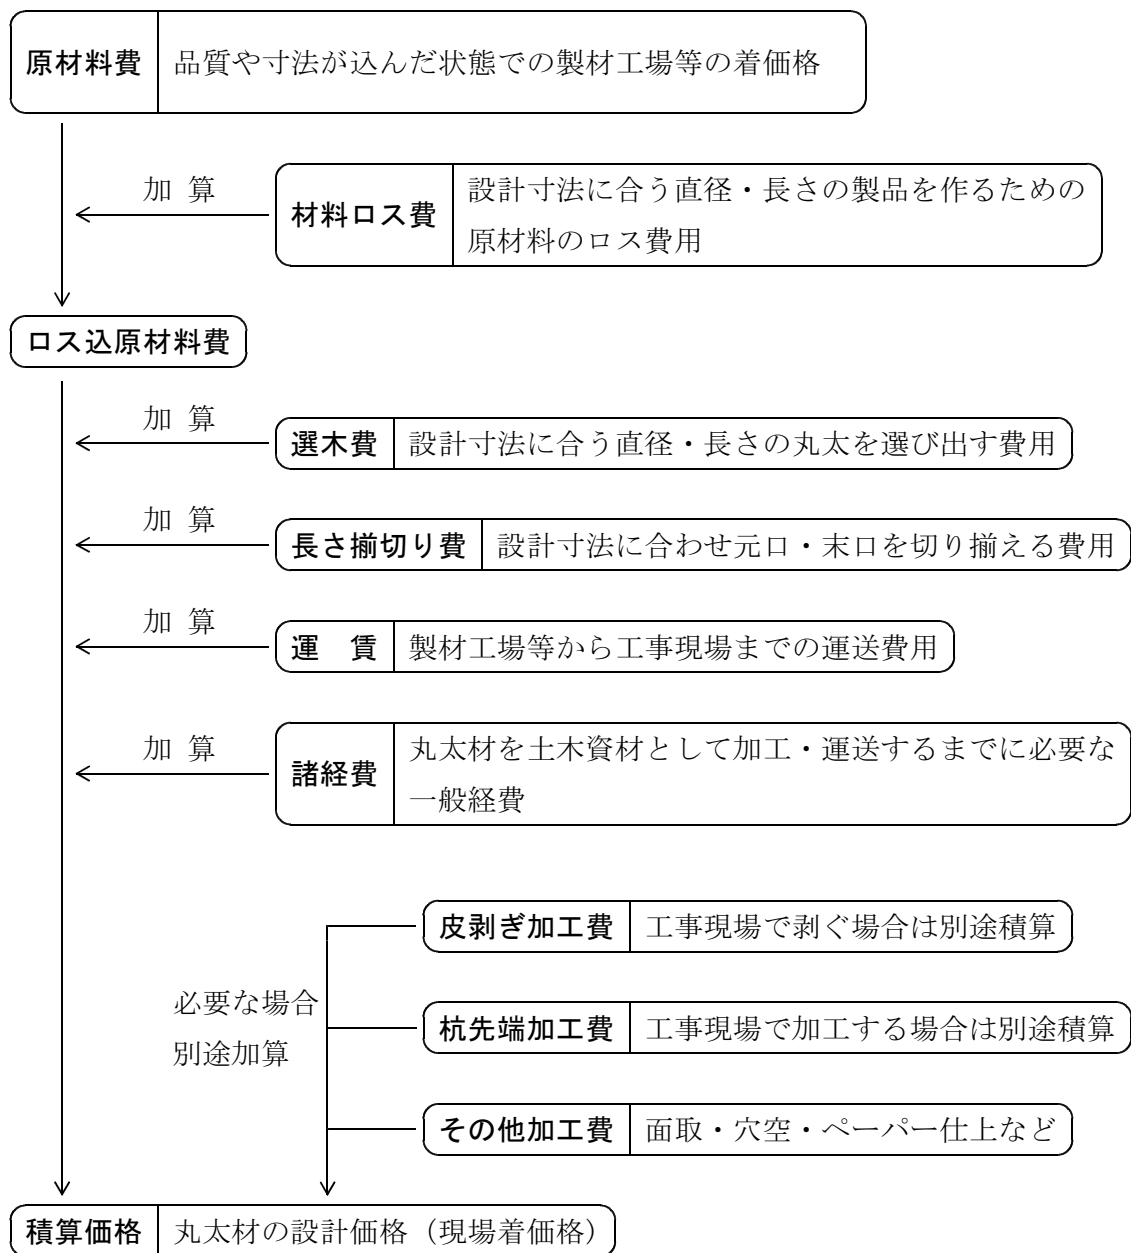 原材料費 品質や寸法が込んだ状態での製材工場等の着価格
加 算
材料ロス費 設計寸法に合う直径・長さの製品を作るための
原材料のロス費用
ロス込原材料費
加 算
選木費 設計寸法に合う直径・長さの丸太を選び出す費用
加 算
長さ揃切り費 設計寸法に合わせ元口・末口を切り揃える費用
加 算
運 賃 製材工場等から工事現場までの運送費用
加 算
諸経費 丸太材を土木資材として加工・運送するまでに必要な
一般経費
皮剥ぎ加工費 工事現場で剥ぐ場合は別途積算
必要な場合
別途加算
杭先端加工費 工事現場で加工する場合は別途積算
その他加工費 面取・穴空・ペーパー仕上など
積算価格 丸太材の設計価格（現場着価格）